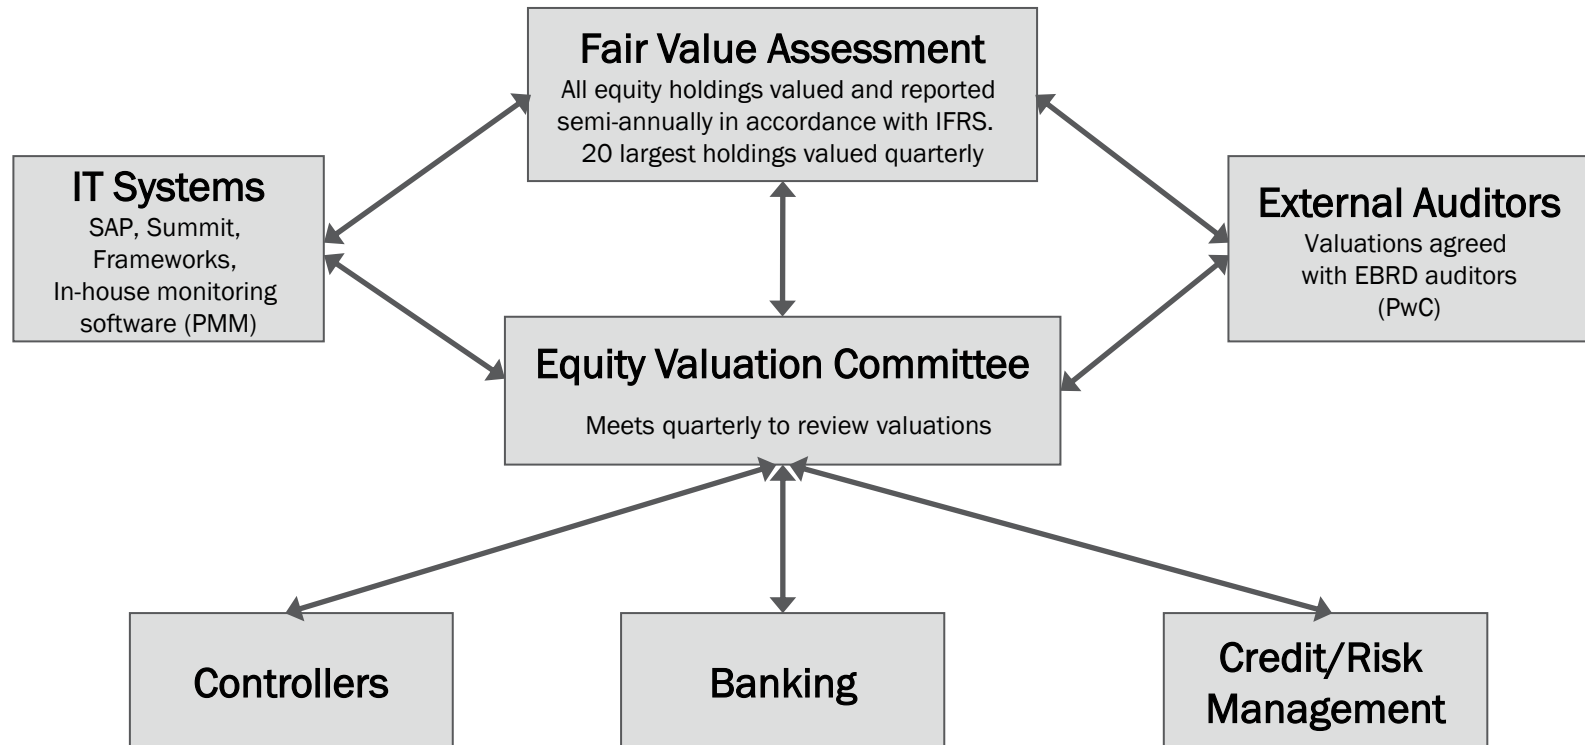 Fair Value Assessment
All equity holdings valued and reported
semi-annually in accordance with IFRS.
20 largest holdings valued quarterly
IT Systems
SAP, Summit,
Frameworks,
In-house monitoring
software (PMM)
External Auditors
Valuations agreed
with EBRD auditors
(PwC)
Equity Valuation Committee
Meets quarterly to review valuations
Controllers
Banking
Credit/Risk
Management